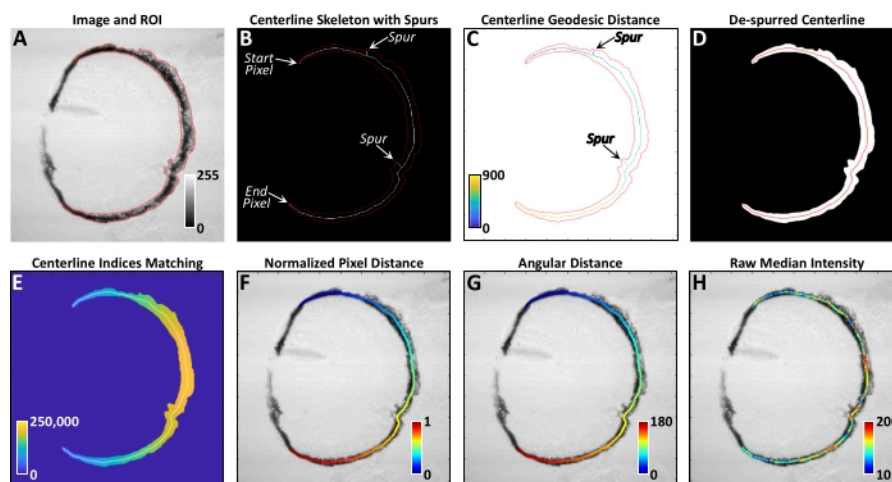 Image and ROI
Centerline Skeleton with Spurs
Centerline Geodesic Distance
De-spurred Centerline
A
B
C
D
Spur
Spur
Start
Pixel
Spur
Spur
255
0
End
Pixel
900
0
Centerline Indices Matching
Normalized Pixel Distance
Angular Distance
Raw Median Intensity
E
F
G
H
250,000
0
1
0
180
0